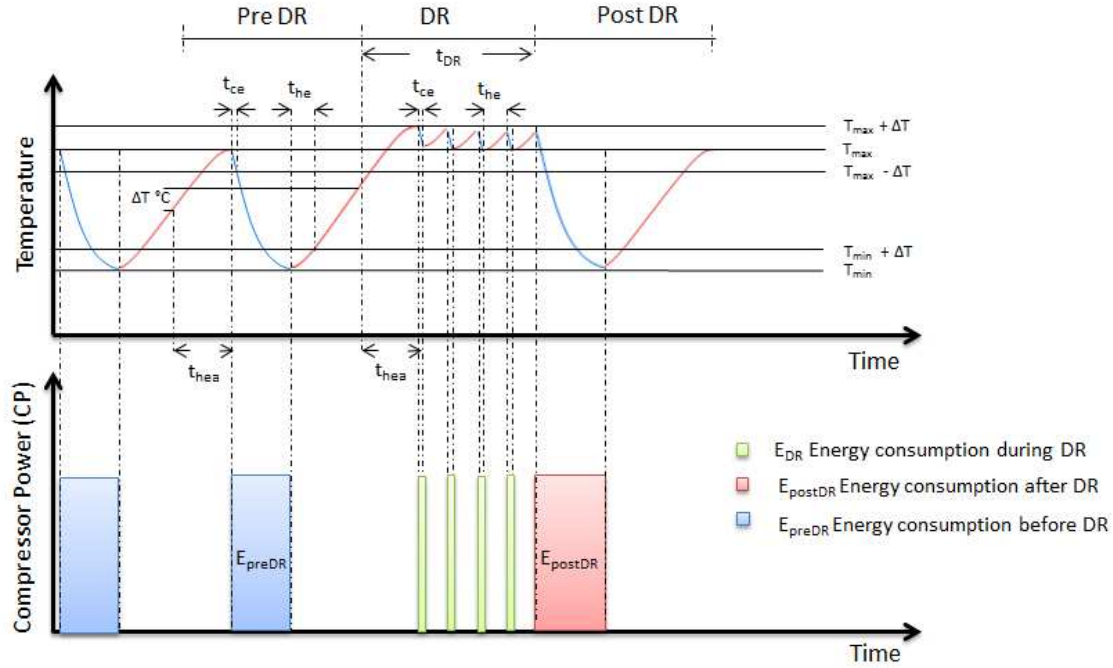 Pre DR
DR
Post DR
tDR
tce
the
tce
the
Tmax + ΔT
Tmax
Tmax - ΔT
ΔT °C
Tmin + ΔT
Tmin
Temperature
Time
thea
thea
Compressor Power (CP)
EDR Energy consumption during DR
EpostDR Energy consumption after DR
EpreDR Energy consumption before DR
EpreDR
EpostDR
Time